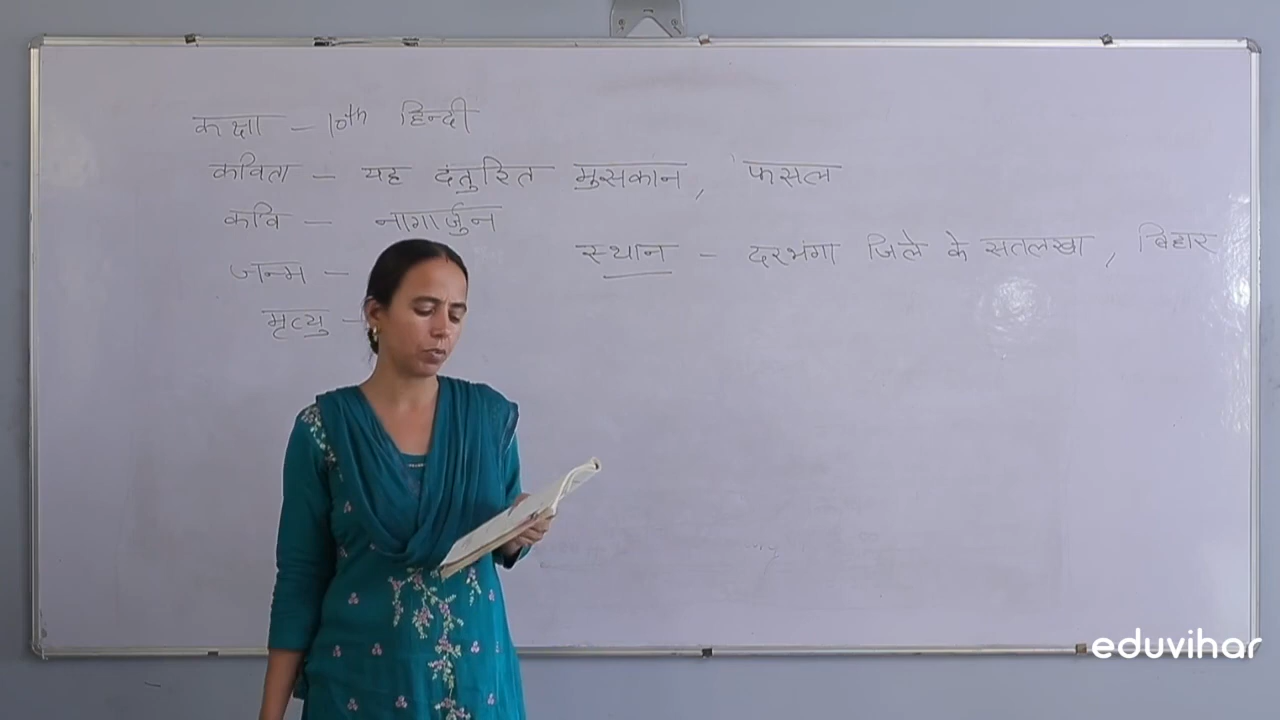 कक्षा – 10th हिन्दी
कविता – यह दंतुरित मुसकान, फसल
कवि – नागार्जुन
जन्म –
स्थान – दरभंगा जिले के सतलखा, बिहार
मृत्यु –
eduvihar